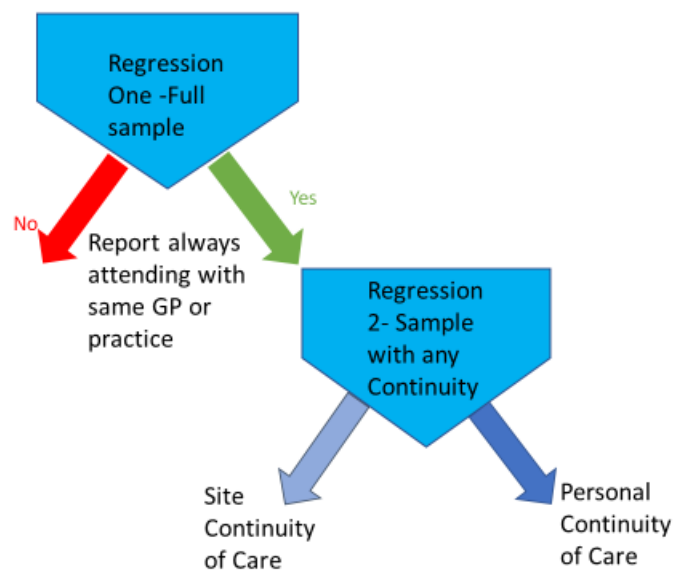 Regression
One -Full
sample
No
Yes
Report always
attending with
same GP or
practice
Regression
2- Sample
with any
Continuity
Site
Continuity
of Care
Personal
Continuity
of Care